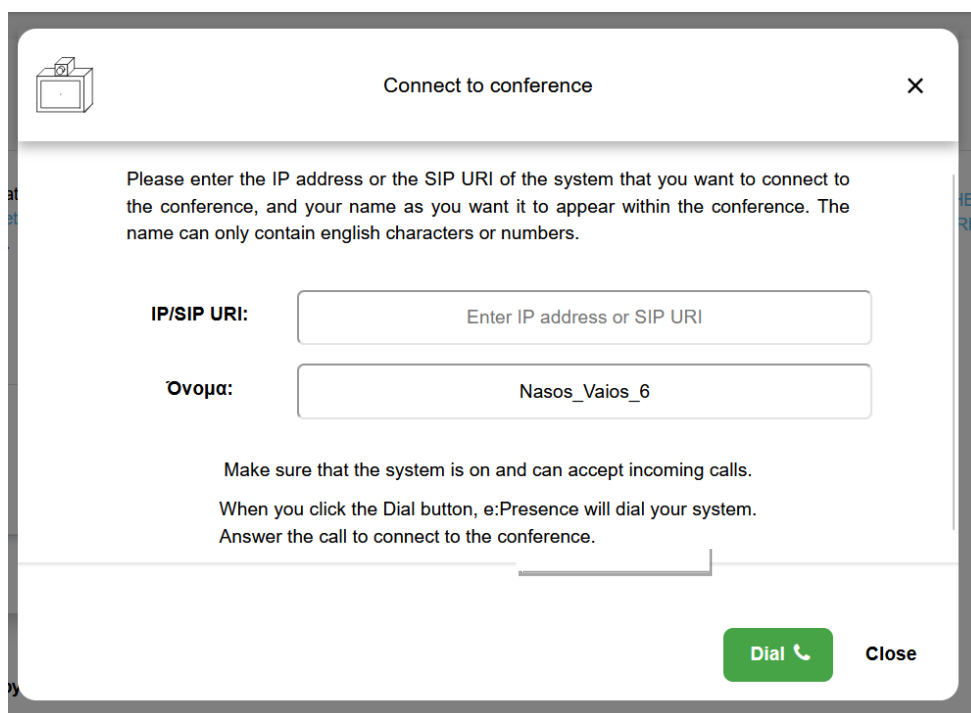 Connect to conference
Please enter the IP address or the SIP URI of the system that you want to connect to
the conference, and your name as you want it to appear within the conference. The
name can only contain english characters or numbers.
IP/SIP URI:
Enter IP address or SIP URI
Όνομα:
Nasos_Vaios_6
Make sure that the system is on and can accept incoming calls.
When you click the Dial button, e:Presence will dial your system.
Answer the call to connect to the conference.
Dial
Close